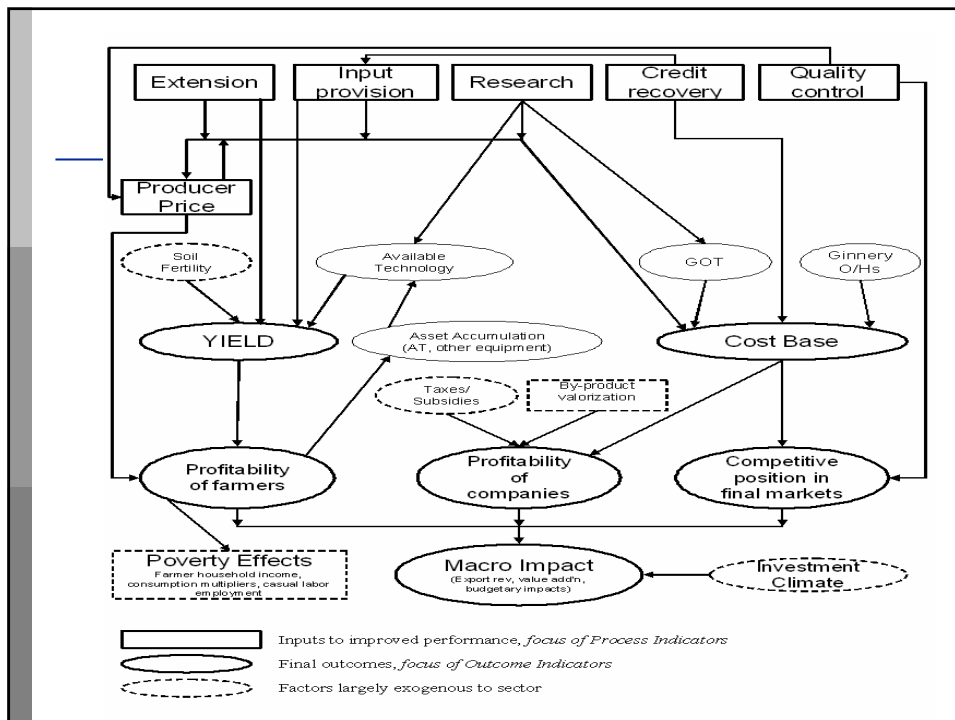 Extension
Input
provision
Research
Credit
recovery
Quality
control
Producer
Price
Soil
Fertility
Available
Technology
GOT
Ginnery
O/Hs
YIELD
Asset Accumulation
(AT, other equipment)
Cost Base
Taxes/
Subsidies
By-product
valorization
Profitability
of farmers
Profitability
of
companies
Competitive
position in
final markets
Poverty Effects
Farmer household income,
consumption multipliers, casual labor
employment
Macro Impact
(Export rev, value add'n,
budgetary impacts)
Investment
Climate
Inputs to improved performance, focus of Process Indicators
Final outcomes, focus of Outcome Indicators
Factors largely exogenous to sector